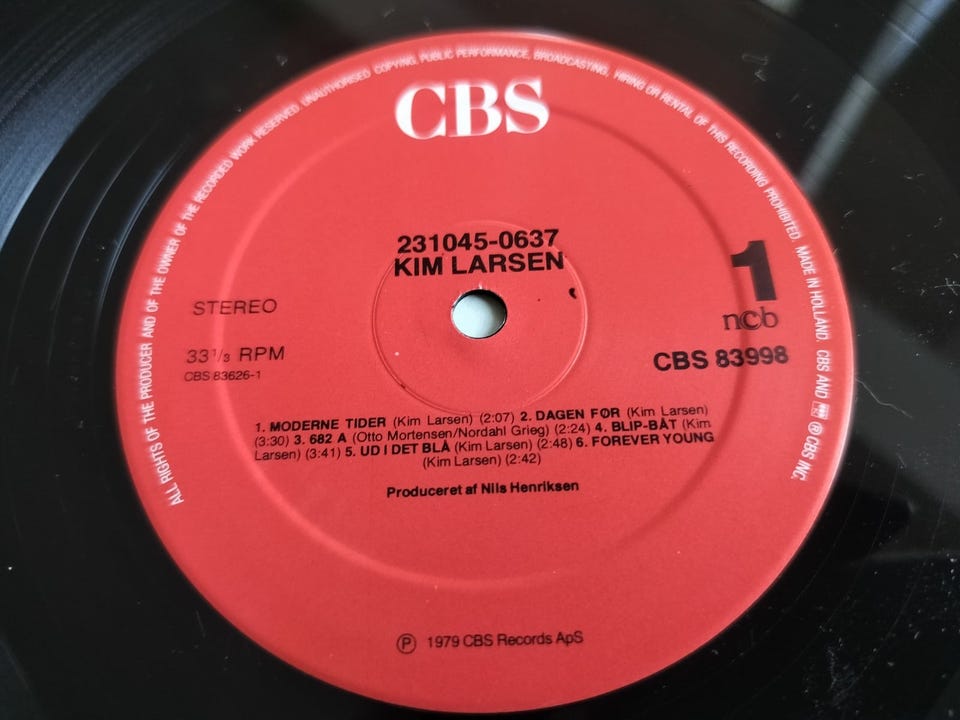 ALL RIGHTS OF THE PRODUCER AND OF THE OWNER OF THE RECORDED WORK RESERVED. UNAUTHORISED COPYING, PUBLIC PERFORMANCE, BROADCASTING, HIRING OR RENTAL OF THIS RECORDING PROHIBITED. MADE IN HOLLAND. CBS AND ® CBS INC.
CBS
231045-0637
KIM LARSEN
STEREO
1
ncb
33 1/3 RPM
CBS 83626-1
CBS 83998
1. MODERNE TIDER (Kim Larsen) (2:07) 2. DAGEN FØR (Kim Larsen)
(3:30) 3. 682 A (Otto Mortensen/Nordahl Grieg) (2:24) 4. BLIP-BÅT (Kim
Larsen) (3:41) 5. UD I DET BLÅ (Kim Larsen) (2:48) 6. FOREVER YOUNG
(Kim Larsen) (2:42)
Produceret af Nils Henriksen
Ⓟ 1979 CBS Records ApS